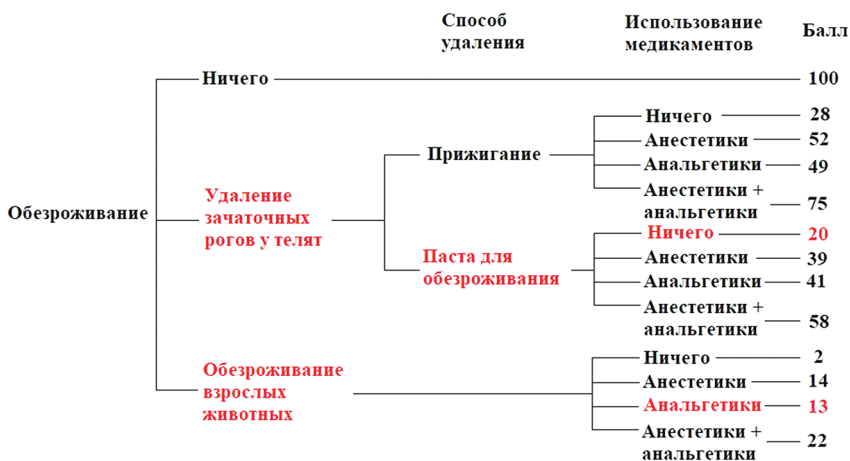 Способ
удаления
Использование
медикаментов
Балл
Ничего
100
Ничего
28
Анестетики
52
Прижигание
Анальгетики
49
Анестетики +
анальгетики
75
Удаление
зачаточных
рогов у телят
Обезроживание
Ничего
20
Паста для
обезроживания
Анестетики
39
Анальгетики
41
Анестетики +
анальгетики
58
Ничего
2
Обезроживание
взрослых
животных
Анестетики
14
Анальгетики
13
Анестетики +
анальгетики
22